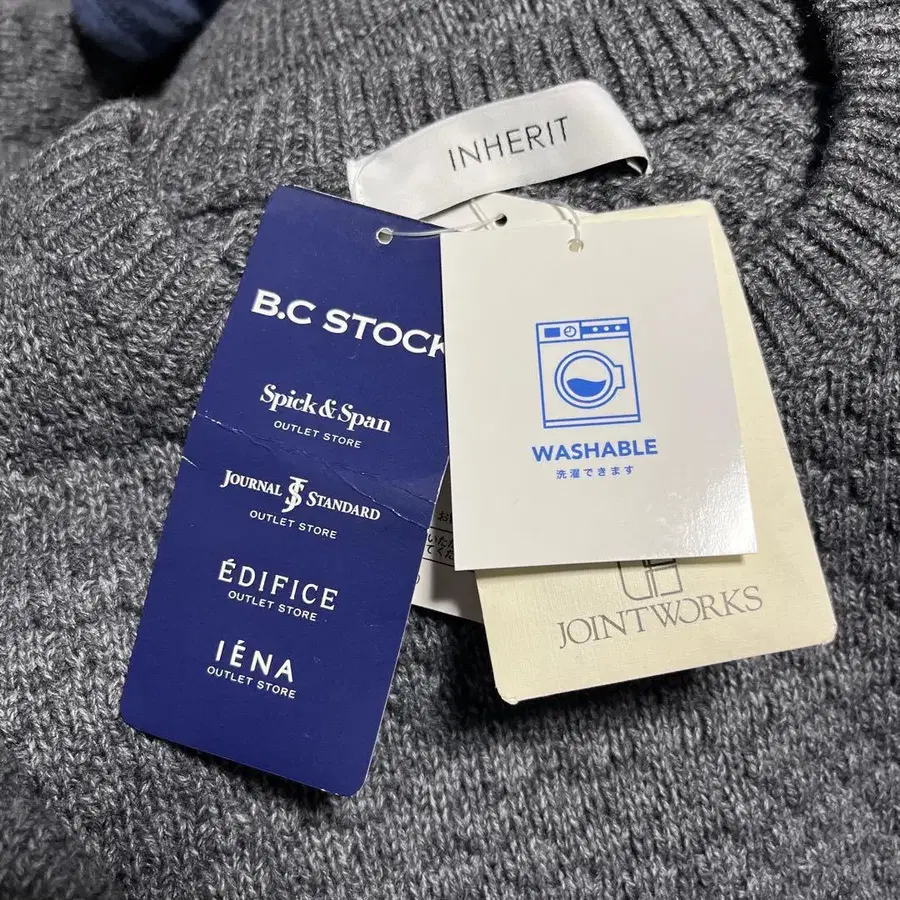 INHERIT
B.C STOCK
Spick & Span
OUTLET STORE
JOURNAL JS STANDARD
OUTLET STORE
ÉDIFICE
OUTLET STORE
IÉNA
OUTLET STORE
WASHABLE
洗濯できます
JOINTWORKS